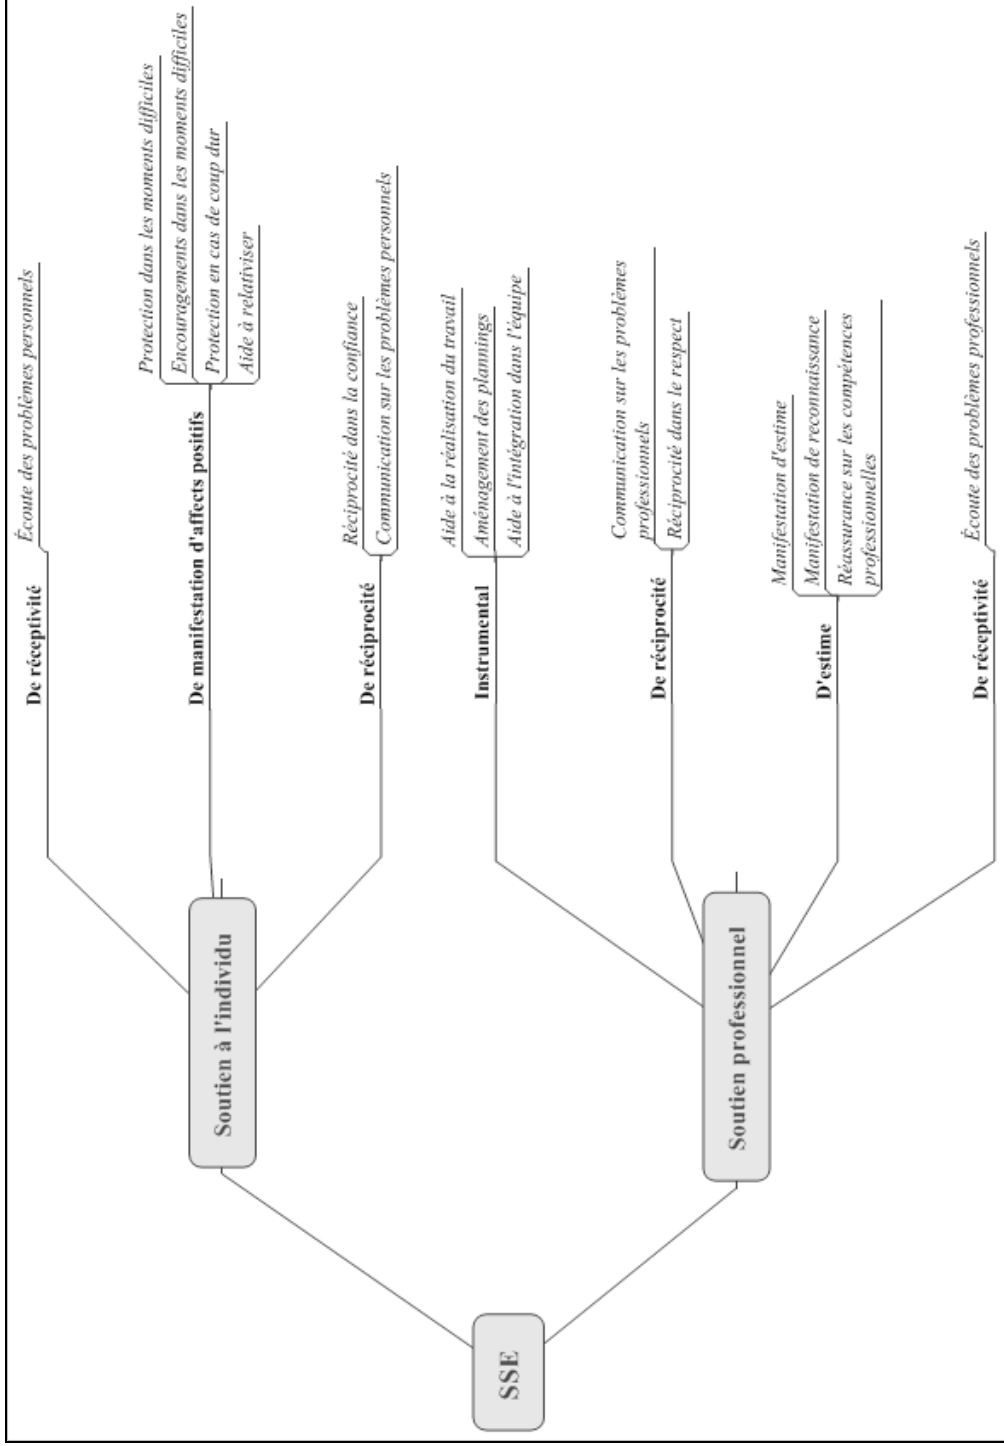 SSE
Soutien à l'individu
De réceptivité
Écoute des problèmes personnels
De manifestation d'affects positifs
Protection dans les moments difficiles
Encouragements dans les moments difficiles
Protection en cas de coup dur
Aide à relativiser
De réciprocité
Réciprocité dans la confiance
Communication sur les problèmes personnels
Soutien professionnel
Instrumental
Aide à la réalisation du travail
Aménagement des plannings
Aide à l'intégration dans l'équipe
De réciprocité
Communication sur les problèmes
professionnels
Réciprocité dans le respect
D'estime
Manifestation d'estime
Manifestation de reconnaissance
Réassurance sur les compétences
professionnelles
De réceptivité
Écoute des problèmes professionnels